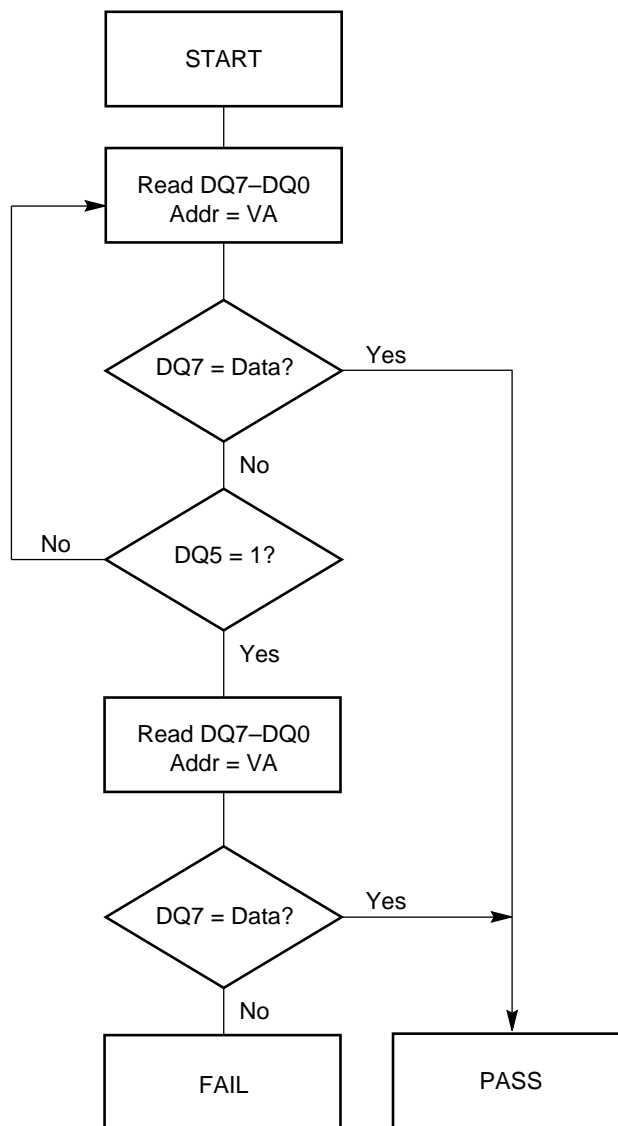 START
Read DQ7–DQ0
Addr = VA
DQ7 = Data?
Yes
No
No
DQ5 = 1?
Yes
Read DQ7–DQ0
Addr = VA
DQ7 = Data?
Yes
No
FAIL
PASS